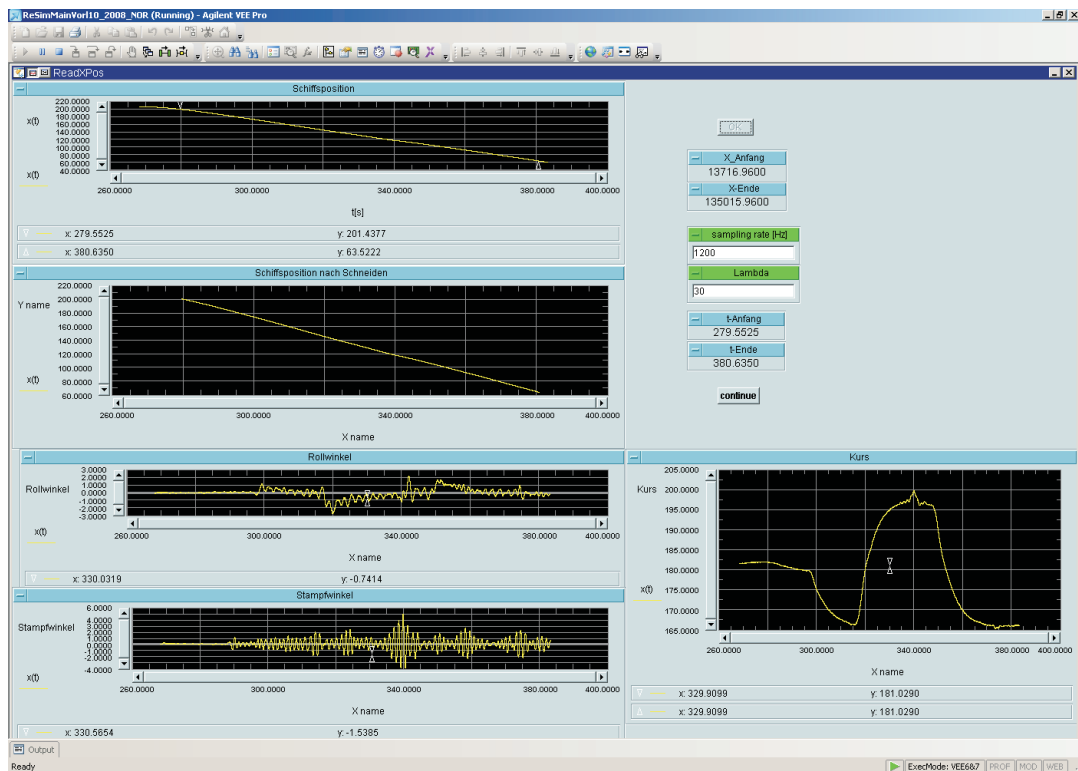 ReSimMainVorl10_2008_NOR (Running) - Agilent VEE Pro
ReadXPos
Schiffsposition
x(t)
220.0000
200.0000
180.0000
160.0000
140.0000
120.0000
100.0000
80.0000
60.0000
40.0000
x(t)
260.0000 300.0000 340.0000 380.0000 400.0000
t[s]
x: 279.5525 y: 201.4377
x: 380.6350 y: 63.5222
Schiffsposition nach Schneiden
Y name
220.0000
200.0000
180.0000
160.0000
140.0000
120.0000
100.0000
80.0000
60.0000
x(t)
260.0000 300.0000 340.0000 380.0000 400.0000
X name
OK
X_Anfang
13716.9600
X-Ende
135015.9600
sampling rate [Hz]
1200
Lambda
30
t-Anfang
279.5525
t-Ende
380.6350
continue
Rollwinkel
Rollwinkel
3.0000
2.0000
1.0000
0.0000
-1.0000
-2.0000
-3.0000
x(t)
260.0000 300.0000 340.0000 380.0000 400.0000
X name
x: 330.0319 y: -0.7414
Stampfwinkel
Stampfwinkel
6.0000
4.0000
3.0000
2.0000
1.0000
0.0000
-1.0000
-2.0000
-4.0000
x(t)
260.0000 300.0000 340.0000 380.0000 400.0000
X name
x: 330.5654 y: -1.5385
Kurs
Kurs
205.0000
200.0000
195.0000
190.0000
185.0000
180.0000
175.0000
170.0000
165.0000
x(t)
260.0000 300.0000 340.0000 380.0000 400.0000
X name
x: 329.9099 y: 181.0290
x: 329.9099 y: 181.0290
Output
Ready
ExecMode: VEE6&7 PROF MOD WEB